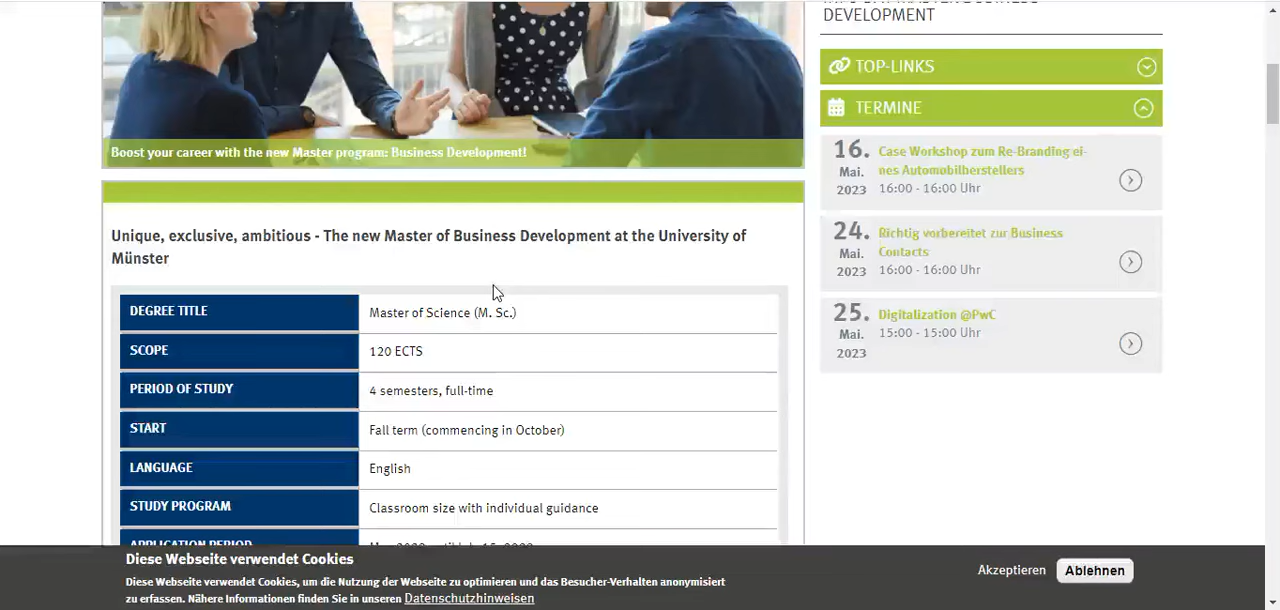 DEVELOPMENT
TOP-LINKS
TERMINE
16.
Mai.
2023
Case Workshop zum Re-Branding ei-
nes Automobilherstellers
16:00 - 16:00 Uhr
24.
Mai.
2023
Richtig vorbereitet zur Business
Contacts
16:00 - 16:00 Uhr
25.
Mai.
2023
Digitalization @PwC
15:00 - 15:00 Uhr
Boost your career with the new Master program: Business Development!
Unique, exclusive, ambitious - The new Master of Business Development at the University of
Münster
DEGREE TITLE Master of Science (M. Sc.)
SCOPE 120 ECTS
PERIOD OF STUDY 4 semesters, full-time
START Fall term (commencing in October)
LANGUAGE English
STUDY PROGRAM Classroom size with individual guidance
APPLICATION PERIOD
Diese Webseite verwendet Cookies
Diese Webseite verwendet Cookies, um die Nutzung der Webseite zu optimieren und das Besucher-Verhalten anonymisiert
zu erfassen. Nähere Informationen finden Sie in unseren Datenschutzhinweisen
Akzeptieren Ablehnen